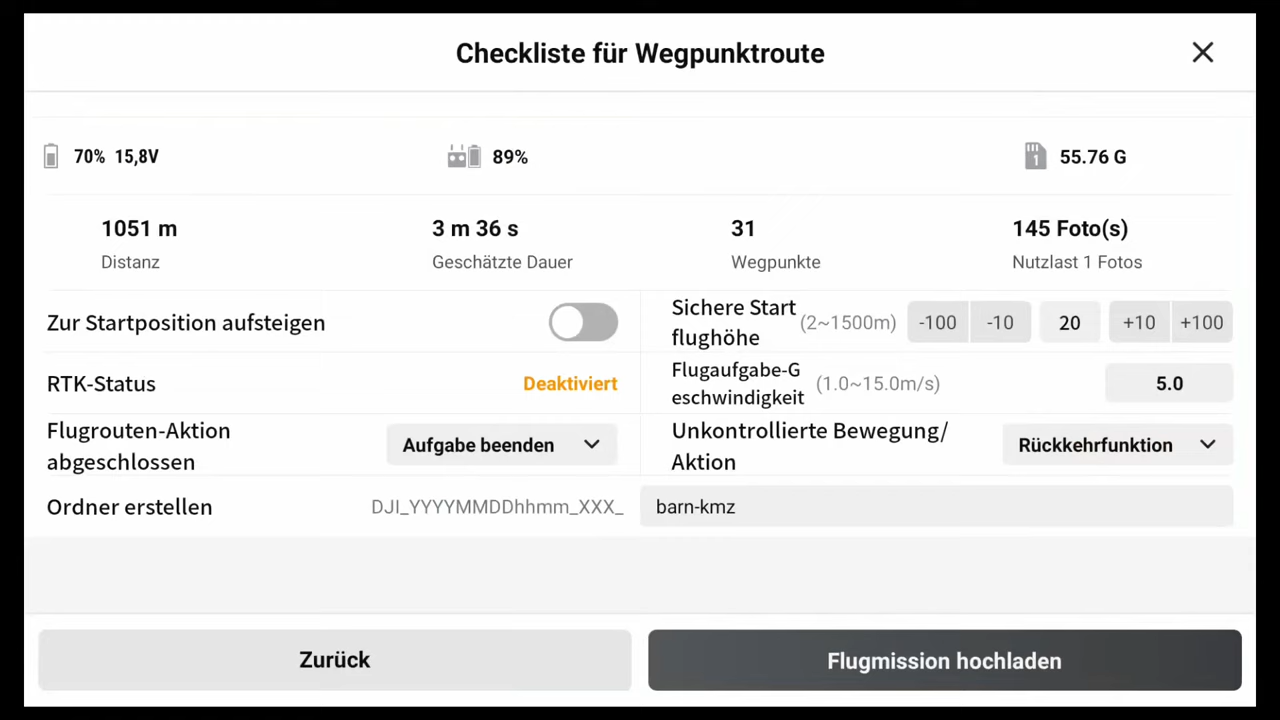 Checkliste für Wegpunktroute
70% 15,8V
89%
1
55.76 G
1051 m
3 m 36 s
31
145 Foto(s)
Distanz
Geschätzte Dauer
Wegpunkte
Nutzlast 1 Fotos
Zur Startposition aufsteigen
Sichere Start
flughöhe
(2~1500m)
-100
-10
20
+10
+100
RTK-Status
Deaktiviert
Flugaufgabe-G
eschwindigkeit
(1.0~15.0m/s)
5.0
Flugrouten-Aktion
abgeschlossen
Aufgabe beenden
Unkontrollierte Bewegung/
Aktion
Rückkehrfunktion
Ordner erstellen
DJI_YYYYMMDDhhmm_XXX_
barn-kmz
Zurück
Flugmission hochladen